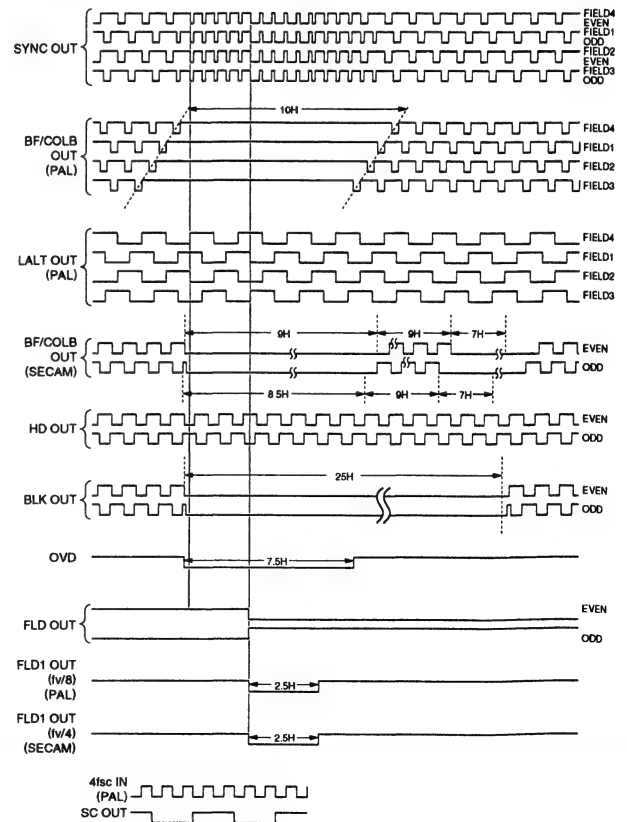 SYNC OUT
FIELD4
EVEN
FIELD1
ODD
FIELD2
EVEN
FIELD3
ODD
10H
BF/COLB
OUT
(PAL)
FIELD4
FIELD1
FIELD2
FIELD3
LALT OUT
(PAL)
FIELD4
FIELD1
FIELD2
FIELD3
BF/COLB
OUT
(SECAM)
9H
9H
7H
EVEN
ODD
8 5H
9H
7H
HD OUT
EVEN
ODD
25H
BLK OUT
EVEN
ODD
OVD
7.5H
FLD OUT
EVEN
ODD
FLD1 OUT
(fv/8)
(PAL)
2.5H
FLD1 OUT
(fv/4)
(SECAM)
2.5H
4fsc IN
(PAL)
SC OUT